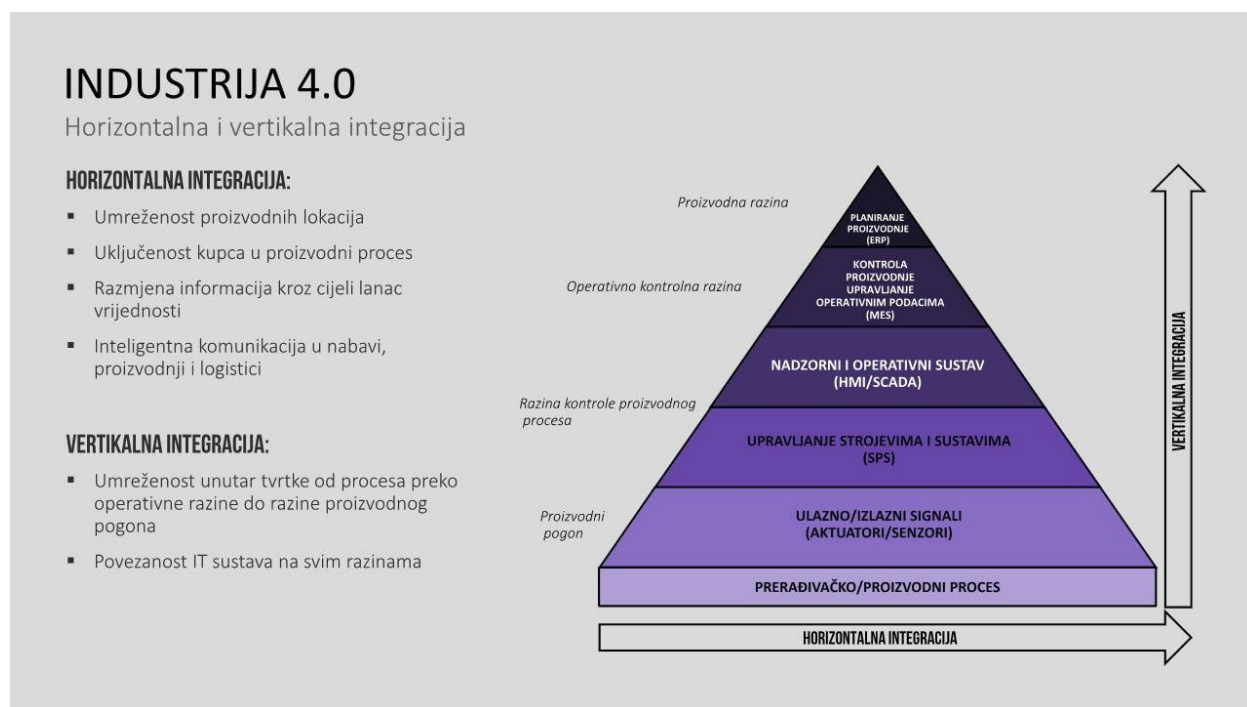 INDUSTRIJA 4.0
Horizontalna i vertikalna integracija
HORIZONTALNA INTEGRACIJA:
▪ Umreženost proizvodnih lokacija
▪ Uključenost kupca u proizvodni proces
▪ Razmjena informacija kroz cijeli lanac
vrijednosti
▪ Inteligentna komunikacija u nabavi,
proizvodnji i logistici
VERTIKALNA INTEGRACIJA:
▪ Umreženost unutar tvrtke od procesa preko
operativne razine do razine proizvodnog
pogona
▪ Povezanost IT sustava na svim razinama
Proizvodna razina
Operativno kontrolna razina
Razina kontrole proizvodnog
procesa
Proizvodni
pogon
PLANIRANJE
PROIZVODNJE
(ERP)
KONTROLA
PROIZVODNJE
UPRAVLJANJE
OPERATIVNIM PODACIMA
(MES)
NADZORNI I OPERATIVNI SUSTAV
(HMI/SCADA)
UPRAVLJANJE STROJEVIMA I SUSTAVIMA
(SPS)
ULAZNO/IZLAZNI SIGNALI
(AKTUATORI/SENZORI)
PRERAĐIVAČKO/PROIZVODNI PROCES
HORIZONTALNA INTEGRACIJA
VERTIKALNA INTEGRACIJA